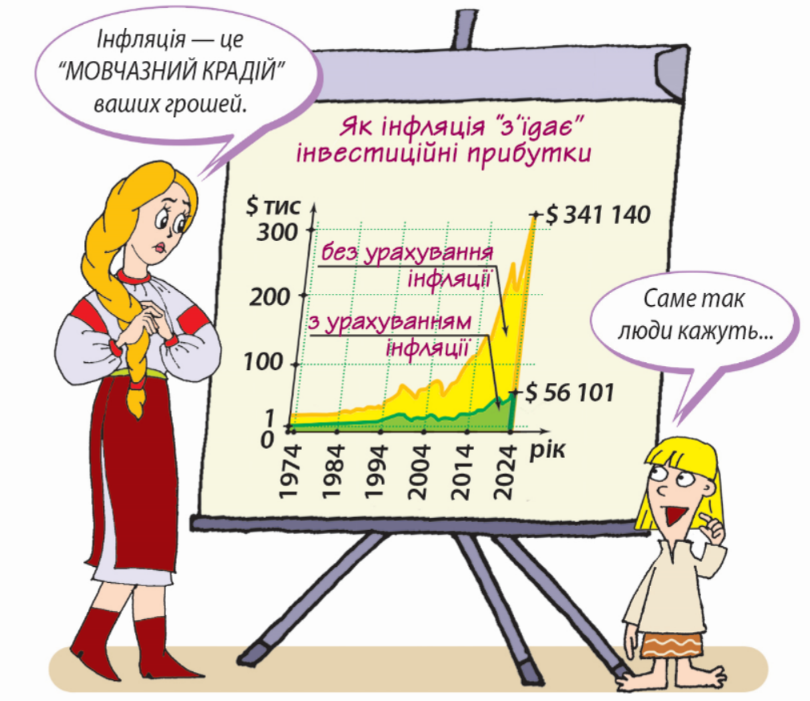 Інфляція — це
“МОВЧАЗНИЙ КРАДІЙ”
ваших грошей.
Як інфляція “з’їдає”
інвестиційні прибутки
$ тис
300
200
100
1
0
$ 341 140
без урахування
інфляції
з урахуванням
інфляції
$ 56 101
1974
1984
1994
2004
2014
2024
рік
Саме так
люди кажуть...